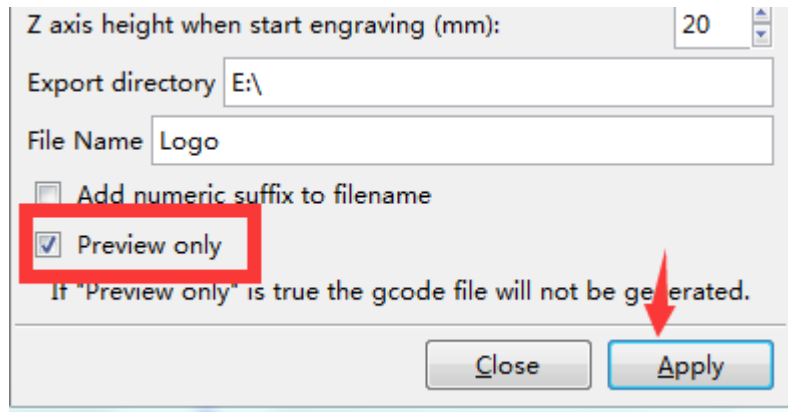 Z axis height when start engraving (mm): 20
Export directory E:\
File Name Logo
Add numeric suffix to filename
Preview only
If "Preview only" is true the gcode file will not be generated.
Close Apply